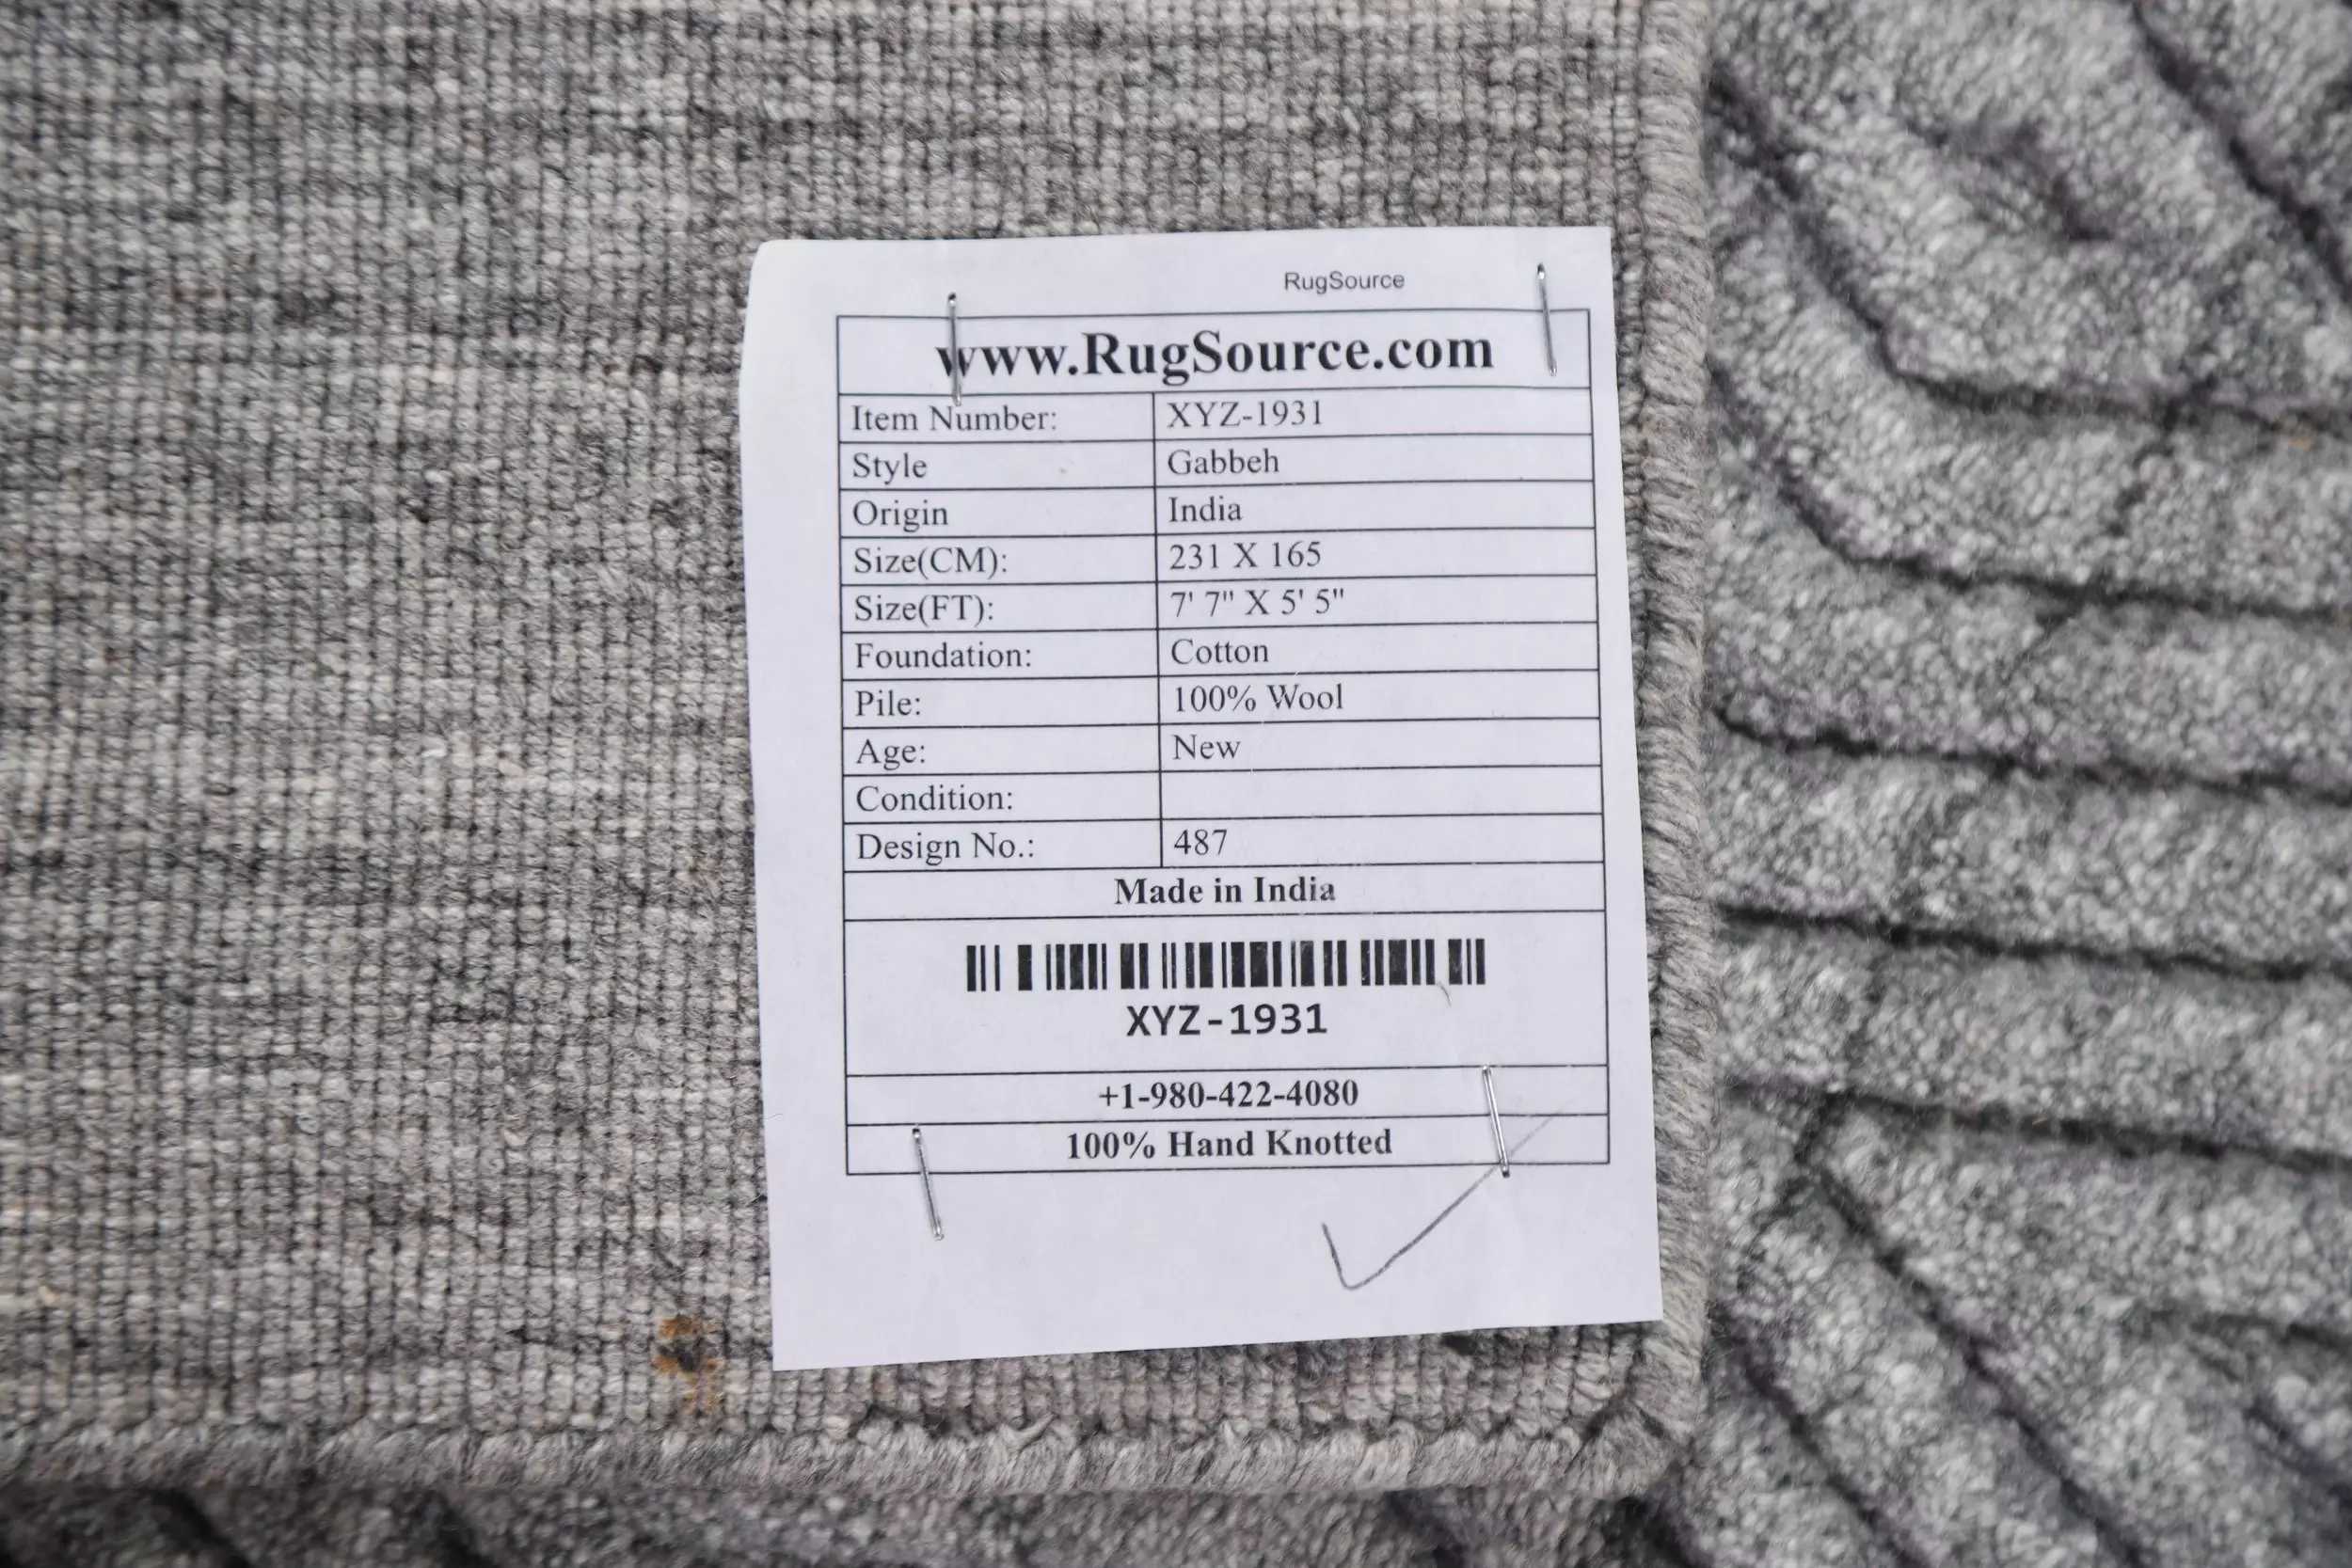 RugSource
www.RugSource.com
Item Number: XYZ-1931
Style Gabbeh
Origin India
Size(CM): 231 X 165
Size(FT): 7' 7" X 5' 5"
Foundation: Cotton
Pile: 100% Wool
Age: New
Condition:
Design No.: 487
Made in India
XYZ-1931
+1-980-422-4080
100% Hand Knotted